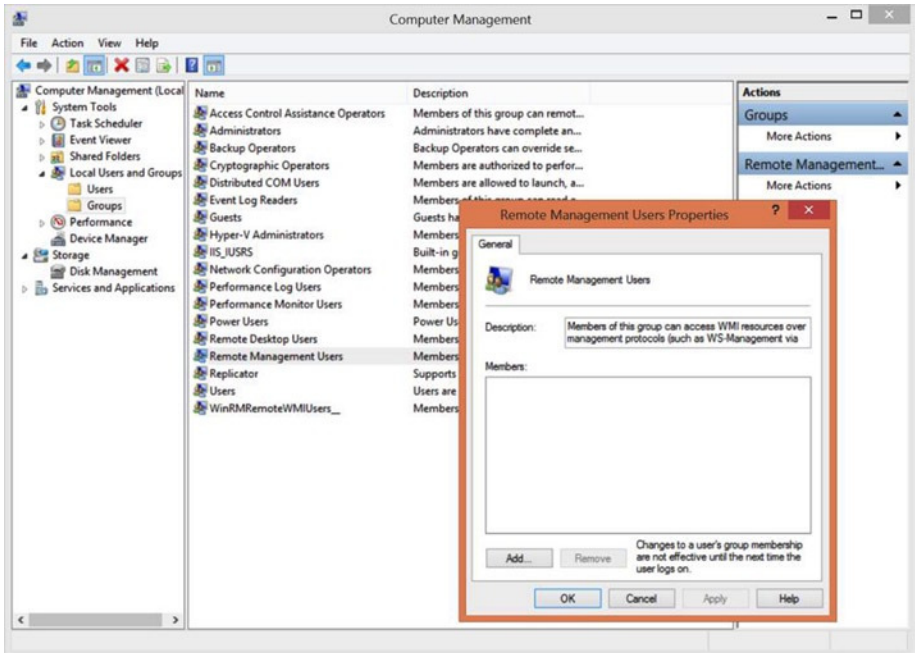 Computer Management
File Action View Help
Computer Management (Local
System Tools
Task Scheduler
Event Viewer
Shared Folders
Local Users and Groups
Users
Groups
Performance
Device Manager
Storage
Disk Management
Services and Applications
Name Description
Access Control Assistance Operators Members of this group can remot...
Administrators Administrators have complete an...
Backup Operators Backup Operators can override se...
Cryptographic Operators Members are authorized to perfor...
Distributed COM Users Members are allowed to launch, a...
Event Log Readers Members of this group can read e...
Guests Guests ha
Hyper-V Administrators Members
IIS_IUSRS Built-in g
Network Configuration Operators Members
Performance Log Users Members
Performance Monitor Users Members
Power Users Power Us
Remote Desktop Users Members
Remote Management Users Members
Replicator Supports
Users Users are
WinRMRemoteWMIUsers__ Members
Actions
Groups
More Actions
Remote Management...
More Actions
Remote Management Users Properties ?
General
Remote Management Users
Description: Members of this group can access WMI resources over
management protocols (such as WS-Management via
Members:
Add... Remove
Changes to a user's group membership
are not effective until the next time the
user logs on.
OK Cancel Apply Help